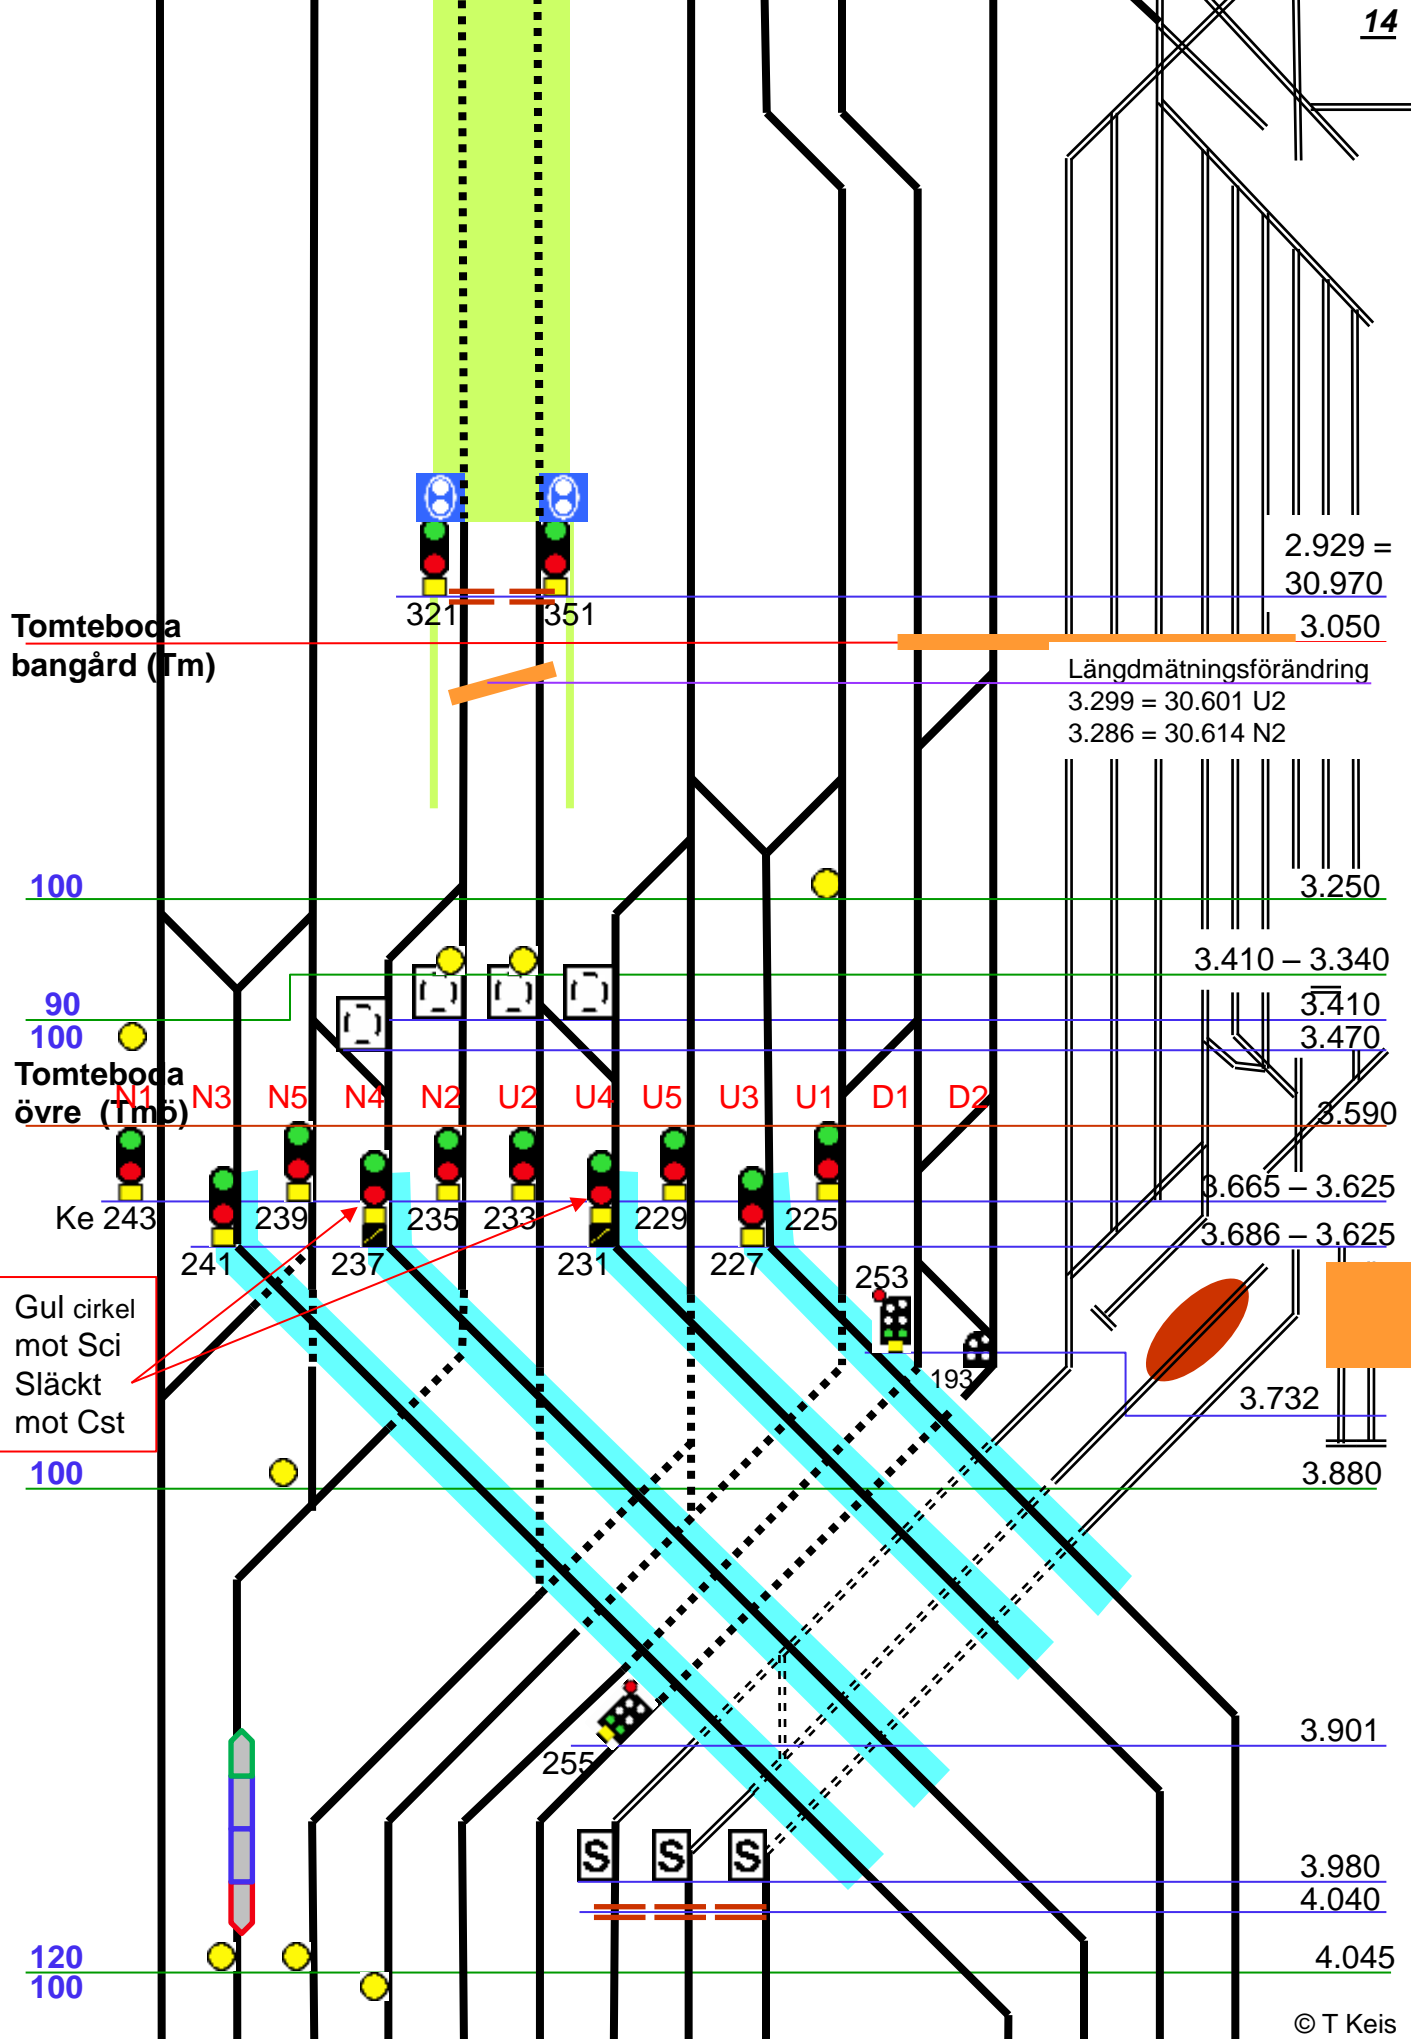 14
2.929 =
30.970
321 351
3.050
Tomteboda
bangård (Tm)
Längdmätningsförändring
3.299 = 30.601 U2
3.286 = 30.614 N2
100 3.250
3.410 – 3.340
90 3.410
100 3.470
Tomteboda
övre (Tmö)
N1 N3 N5 N4 N2 U2 U4 U5 U3 U1 D1 D2
3.590
3.665 – 3.625
Ke 243 239 235 233 229 225
3.686 – 3.625
241 237 231 227
253
Gul cirkel
mot Sci
Släckt
mot Cst
193
3.732
100 3.880
3.901
255
S S S
3.980
4.040
120 4.045
100
© T Keis